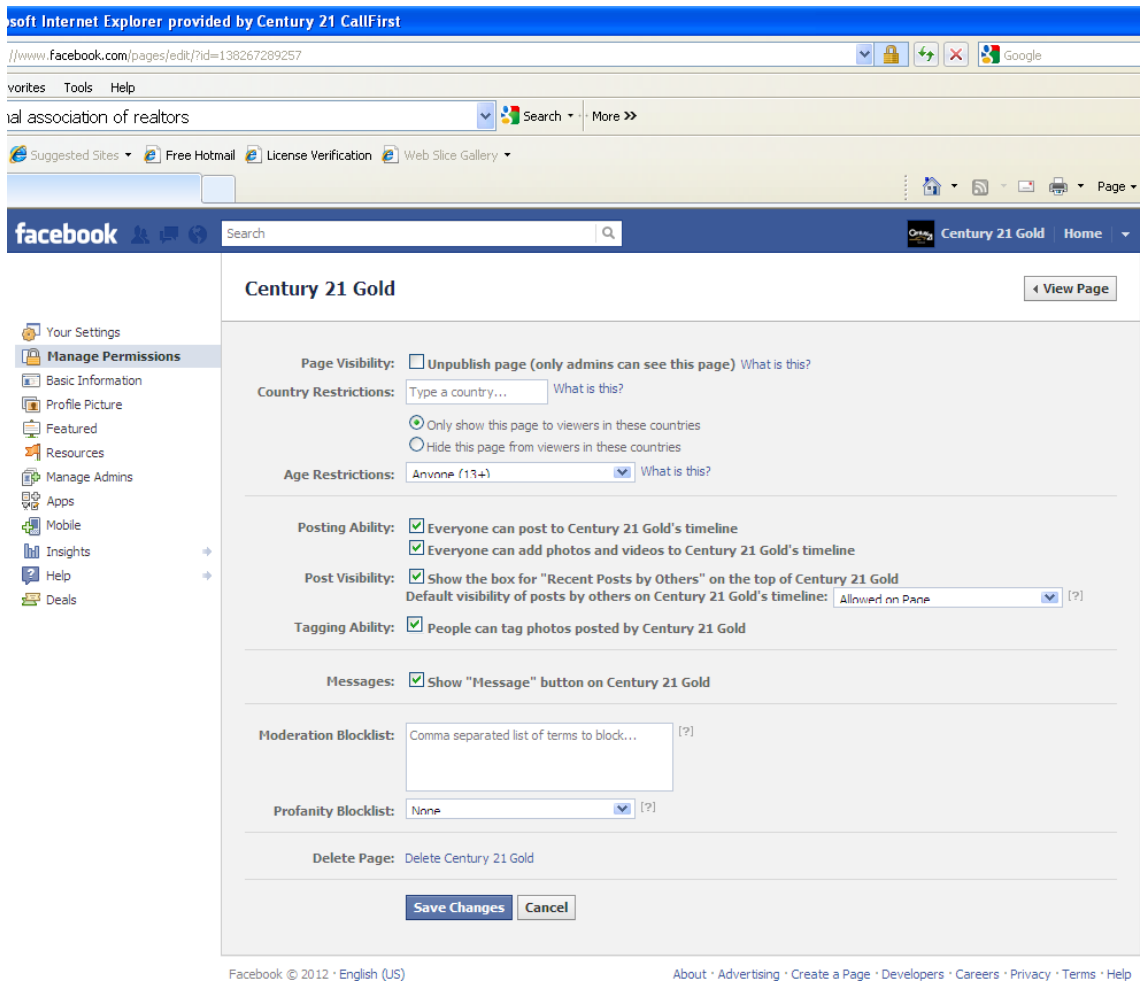 osoft Internet Explorer provided by Century 21 CallFirst
//www.facebook.com/pages/edit/?id=138267289257
Google
vorites Tools Help
nal association of realtors
Search
More >>
Suggested Sites
Free Hotmail
License Verification
Web Slice Gallery
Page
facebook
Search
Century 21 Gold
Home
Century 21 Gold
View Page
Your Settings
Manage Permissions
Basic Information
Profile Picture
Featured
Resources
Manage Admins
Apps
Mobile
Insights
Help
Deals
Page Visibility: Unpublish page (only admins can see this page) What is this?
Country Restrictions: Type a country... What is this?
Only show this page to viewers in these countries
Hide this page from viewers in these countries
Age Restrictions: Anyone (13+) What is this?
Posting Ability: Everyone can post to Century 21 Gold's timeline
Everyone can add photos and videos to Century 21 Gold's timeline
Post Visibility: Show the box for "Recent Posts by Others" on the top of Century 21 Gold
Default visibility of posts by others on Century 21 Gold's timeline: Allowed on Page [?]
Tagging Ability: People can tag photos posted by Century 21 Gold
Messages: Show "Message" button on Century 21 Gold
Moderation Blocklist: Comma separated list of terms to block... [?]
Profanity Blocklist: None [?]
Delete Page: Delete Century 21 Gold
Save Changes Cancel
Facebook © 2012 · English (US)
About · Advertising · Create a Page · Developers · Careers · Privacy · Terms · Help